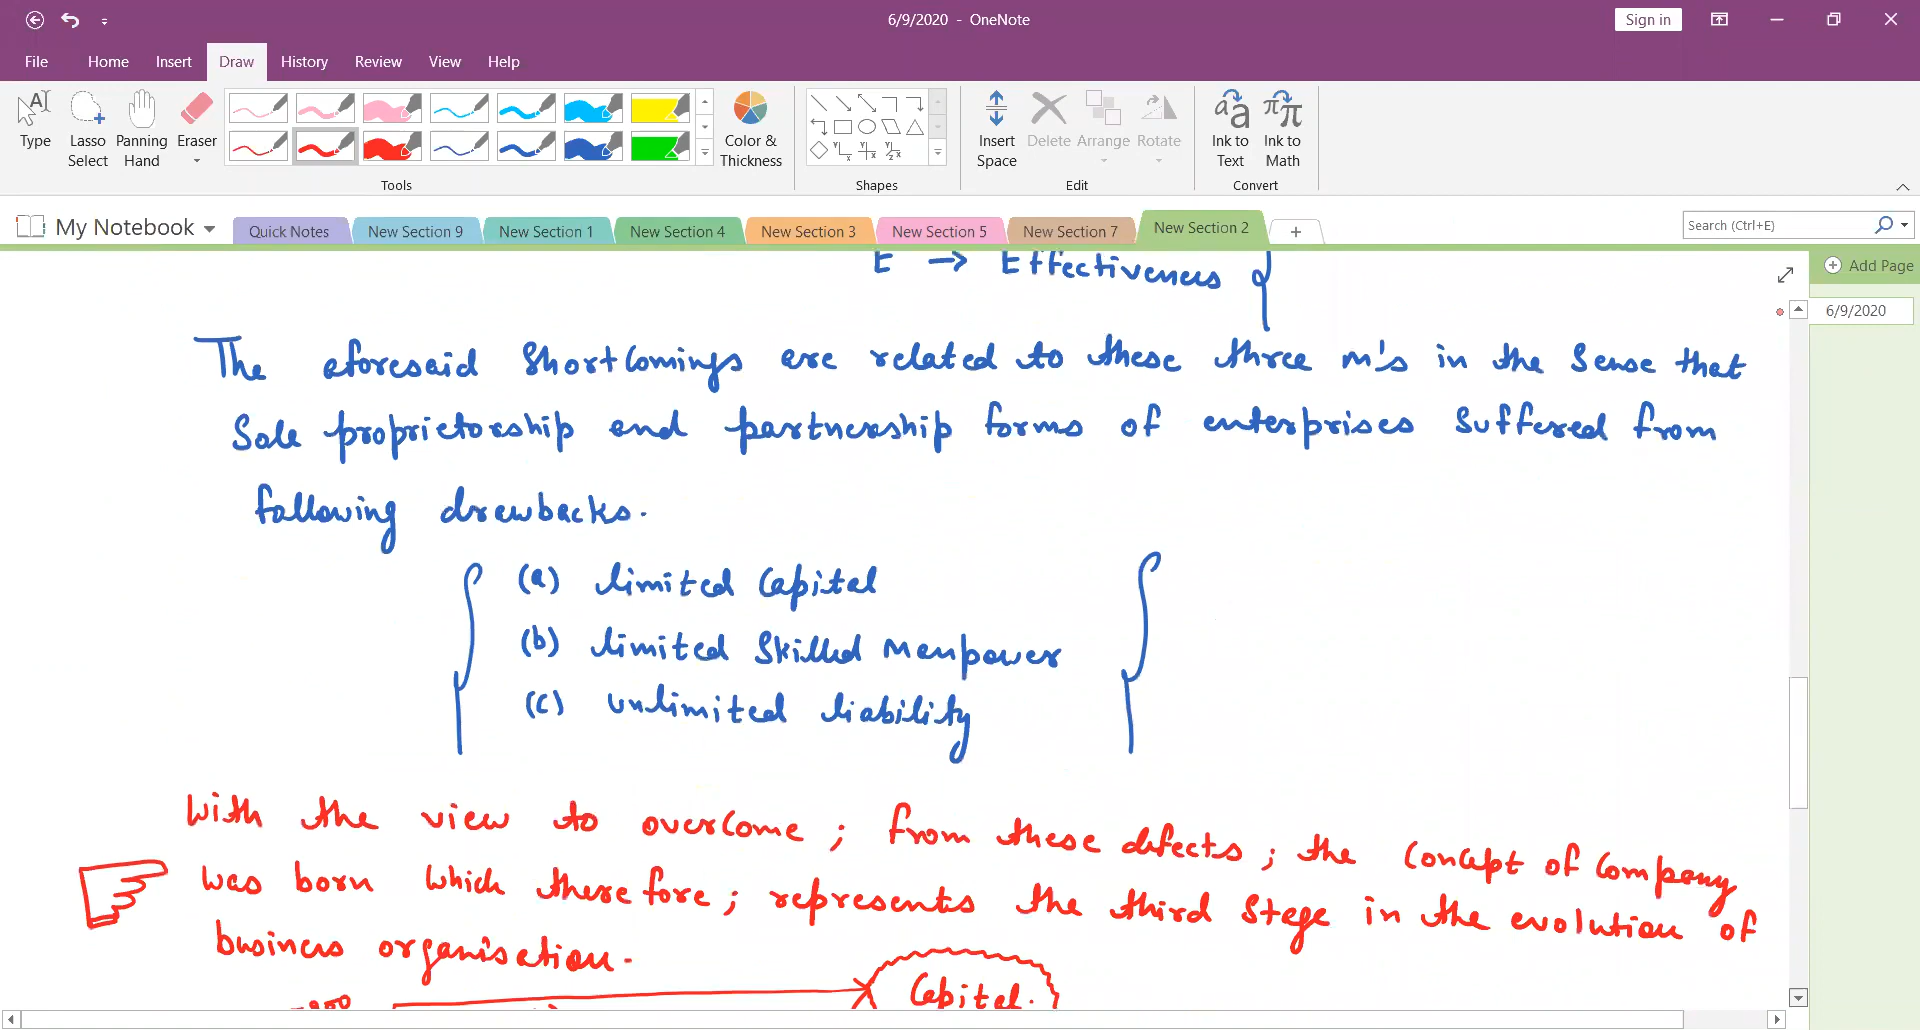 6/9/2020 - OneNote
Sign in
File Home Insert Draw History Review View Help
Type
Lasso Select
Panning Hand
Eraser
Color & Thickness
Insert Space
Delete
Arrange
Rotate
Ink to Text
Ink to Math
Tools
Shapes
Edit
Convert
My Notebook
Quick Notes
New Section 9
New Section 1
New Section 4
New Section 3
New Section 5
New Section 7
New Section 2
Search (Ctrl+E)
Add Page
6/9/2020
E → Effectiveness
The aforesaid Shortcomings are related to these three M's in the Sense that
Sole proprietorship and partnership forms of enterprises Suffered from
following drawbacks.
(a) limited Capital
(b) limited Skilled Manpower
(c) unlimited liability
With the view to overcome ; from these defects ; the Concept of Company
was born which therefore ; represents the third Stage in the evolution of
business organisation.
Capital.